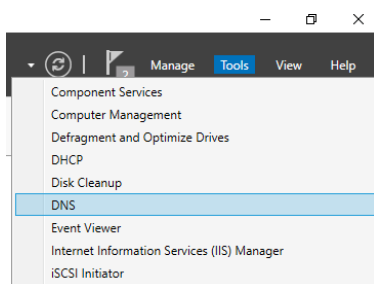 Manage Tools View Help
Component Services
Computer Management
Defragment and Optimize Drives
DHCP
Disk Cleanup
DNS
Event Viewer
Internet Information Services (IIS) Manager
iSCSI Initiator